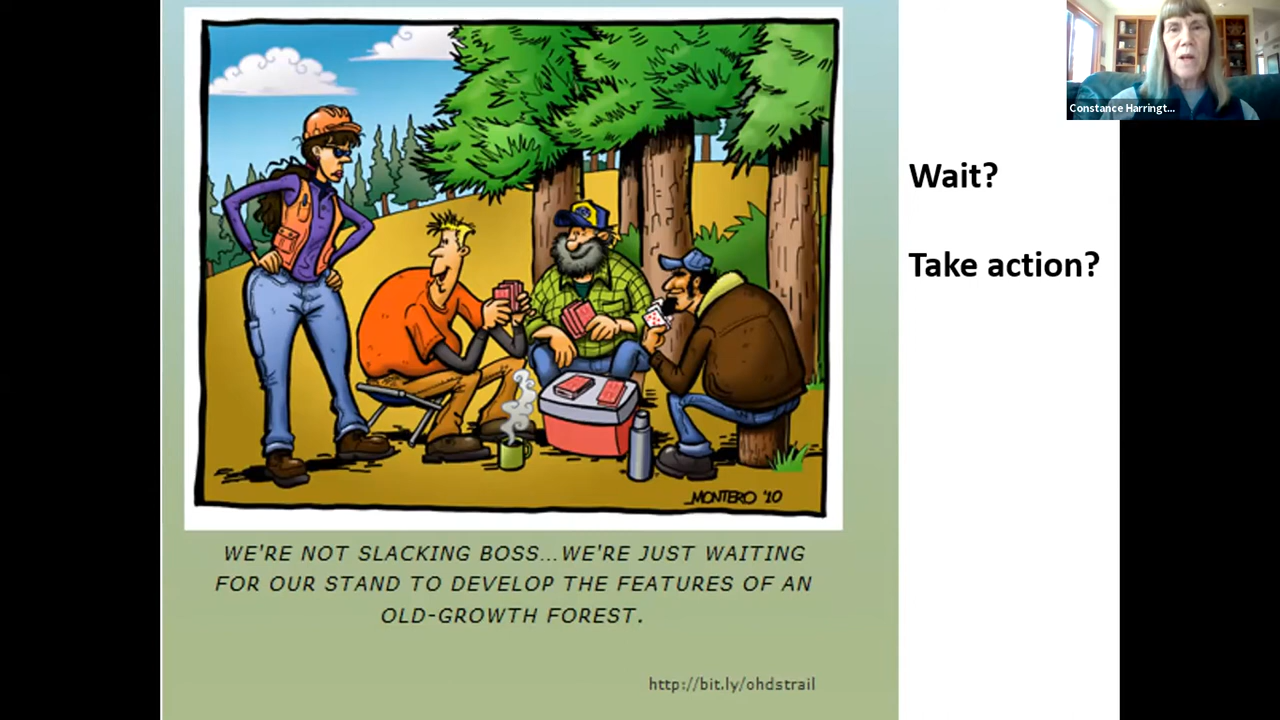 Constance Harringt...
Wait?
Take action?
_MONTERO '10
WE'RE NOT SLACKING BOSS...WE'RE JUST WAITING
FOR OUR STAND TO DEVELOP THE FEATURES OF AN
OLD-GROWTH FOREST.
http://bit.ly/ohdstrail